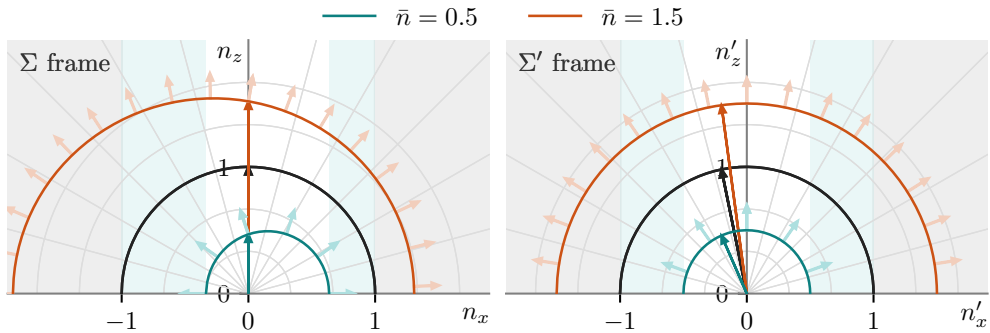 n̄ = 0.5
n̄ = 1.5
Σ frame
n_z
1
0
−1
0
1
n_x
Σ′ frame
n′_z
1
0
−1
0
1
n′_x